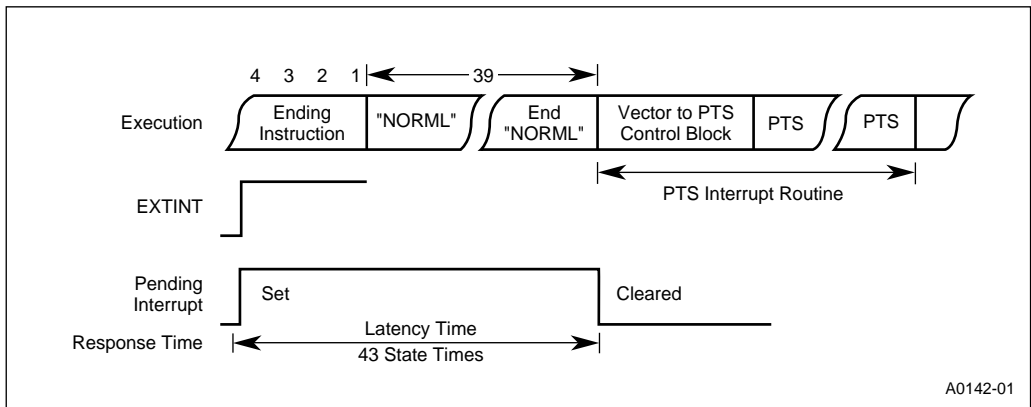 4 3 2 1 39
Execution
Ending
Instruction
"NORML"
End
"NORML"
Vector to PTS
Control Block
PTS
PTS
PTS Interrupt Routine
EXTINT
Pending
Interrupt
Set
Cleared
Response Time
Latency Time
43 State Times
A0142-01